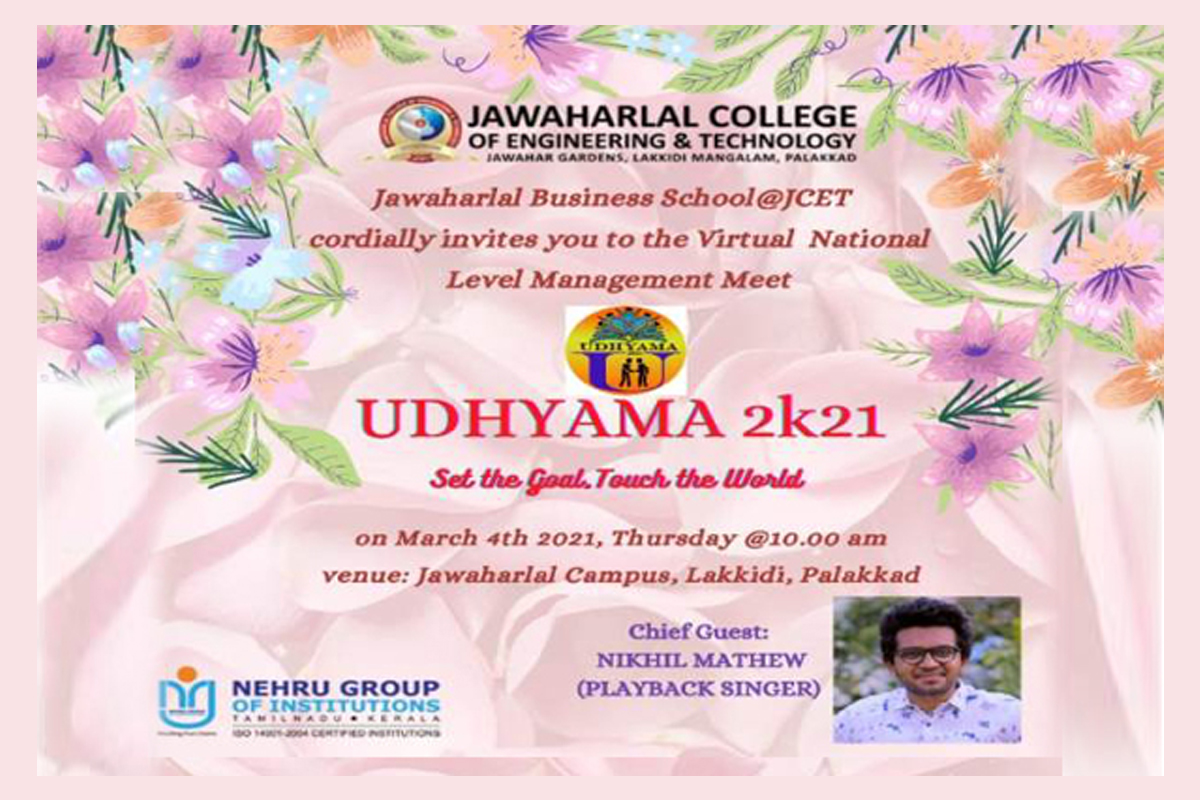 JAWAHARLAL COLLEGE
OF ENGINEERING & TECHNOLOGY
JAWAHAR GARDENS, LAKKIDI MANGALAM, PALAKKAD
Jawaharlal Business School@JCET
cordially invites you to the Virtual National
Level Management Meet
UDHYAMA
U
UDHYAMA 2k21
Set the Goal,Touch the World
on March 4th 2021, Thursday @10.00 am
venue: Jawaharlal Campus, Lakkidi, Palakkad
Chief Guest:
NIKHIL MATHEW
(PLAYBACK SINGER)
NEHRU GROUP
OF INSTITUTIONS
TAMILNADU ■ KERALA
ISO 14001-2004 CERTIFIED INSTITUTIONS